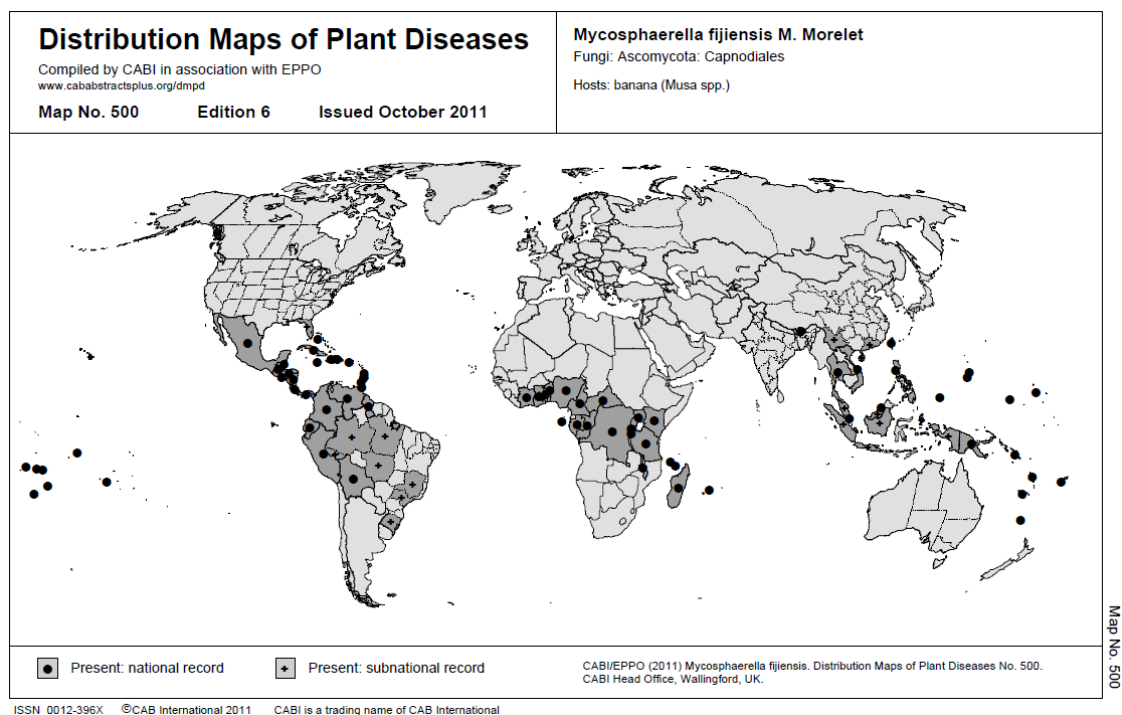 Distribution Maps of Plant Diseases
Compiled by CABI in association with EPPO
www.cababstractsplus.org/dmpd
Map No. 500 Edition 6 Issued October 2011
Mycosphaerella fijiensis M. Morelet
Fungi: Ascomycota: Capnodiales
Hosts: banana (Musa spp.)
Present: national record
Present: subnational record
CABI/EPPO (2011) Mycosphaerella fijiensis. Distribution Maps of Plant Diseases No. 500.
CABI Head Office, Wallingford, UK.
Map No. 500
ISSN 0012-396X ©CAB International 2011 CABI is a trading name of CAB International